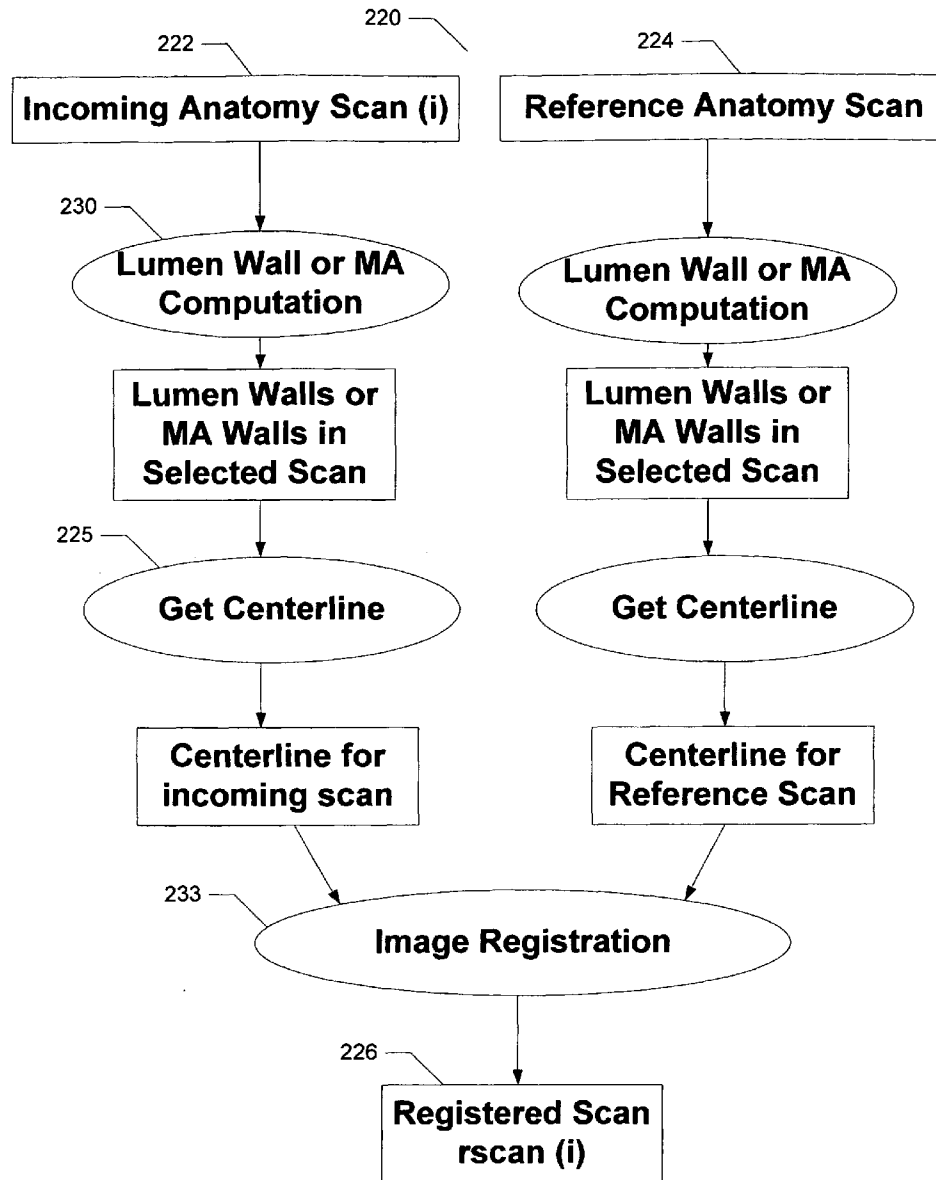 220
222
224
Incoming Anatomy Scan (i)
Reference Anatomy Scan
230
Lumen Wall or MA
Computation
Lumen Wall or MA
Computation
Lumen Walls or
MA Walls in
Selected Scan
Lumen Walls or
MA Walls in
Selected Scan
225
Get Centerline
Get Centerline
Centerline for
incoming scan
Centerline for
Reference Scan
233
Image Registration
226
Registered Scan
rscan (i)